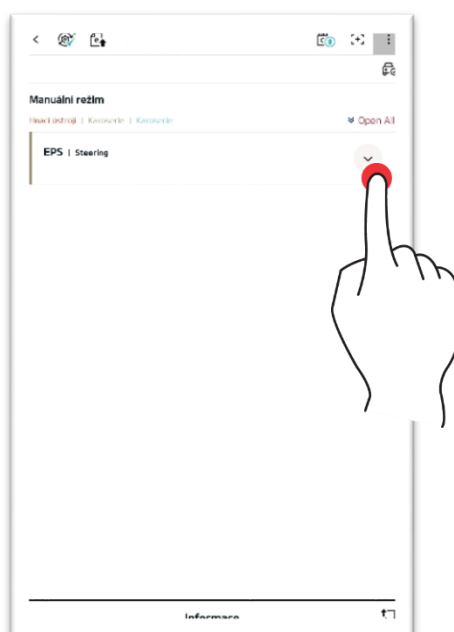 Manuální režim
Hnací ústrojí | Karoserie | Karoserie
Open All
EPS | Steering
Informace